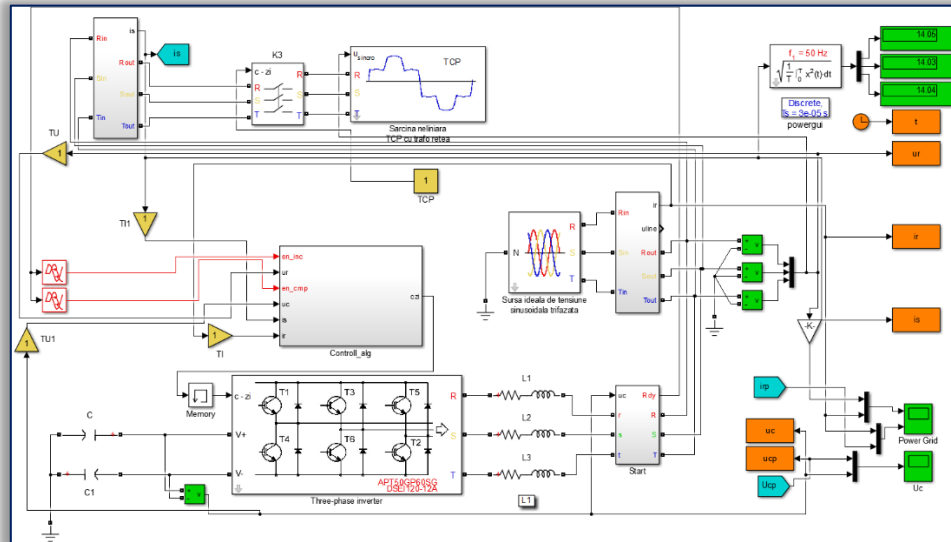 Rin
Sin
Tin
is
Rout
Sout
Tout
is
K3
c - zi
R
S
T
R
S
T
u
sincro
R
S
T
TCP
Sarcina neliniara
TCP cu trafo retea
f1 = 50 Hz
Discrete,
Ts = 3e-05 s
powergui
14.05
14.03
14.04
t
ur
ir
is
TU
1
TI1
1
1
TCP
N
R
S
T
Sursa ideala de tensiune
sinusoidala trifazata
Rin
Sin
Tin
ir
uline
Rout
Sout
Tout
+
-
v
+
-
v
+
-
v
-K-
en_inc
ur
en_cmp
uc
is
ir
czi
Controll_alg
1
TU1
1
TI
Memory
c - zi
V+
V-
T1
T3
T5
T4
T6
T2
R
S
T
APT50GP60SG
DSEI120-12A
Three-phase inverter
C
C1
+
-
v
L1
L2
L3
L1
uc
r
s
t
Rdy
R
S
T
Start
irp
uc
ucp
Ucp
Power Grid
Uc